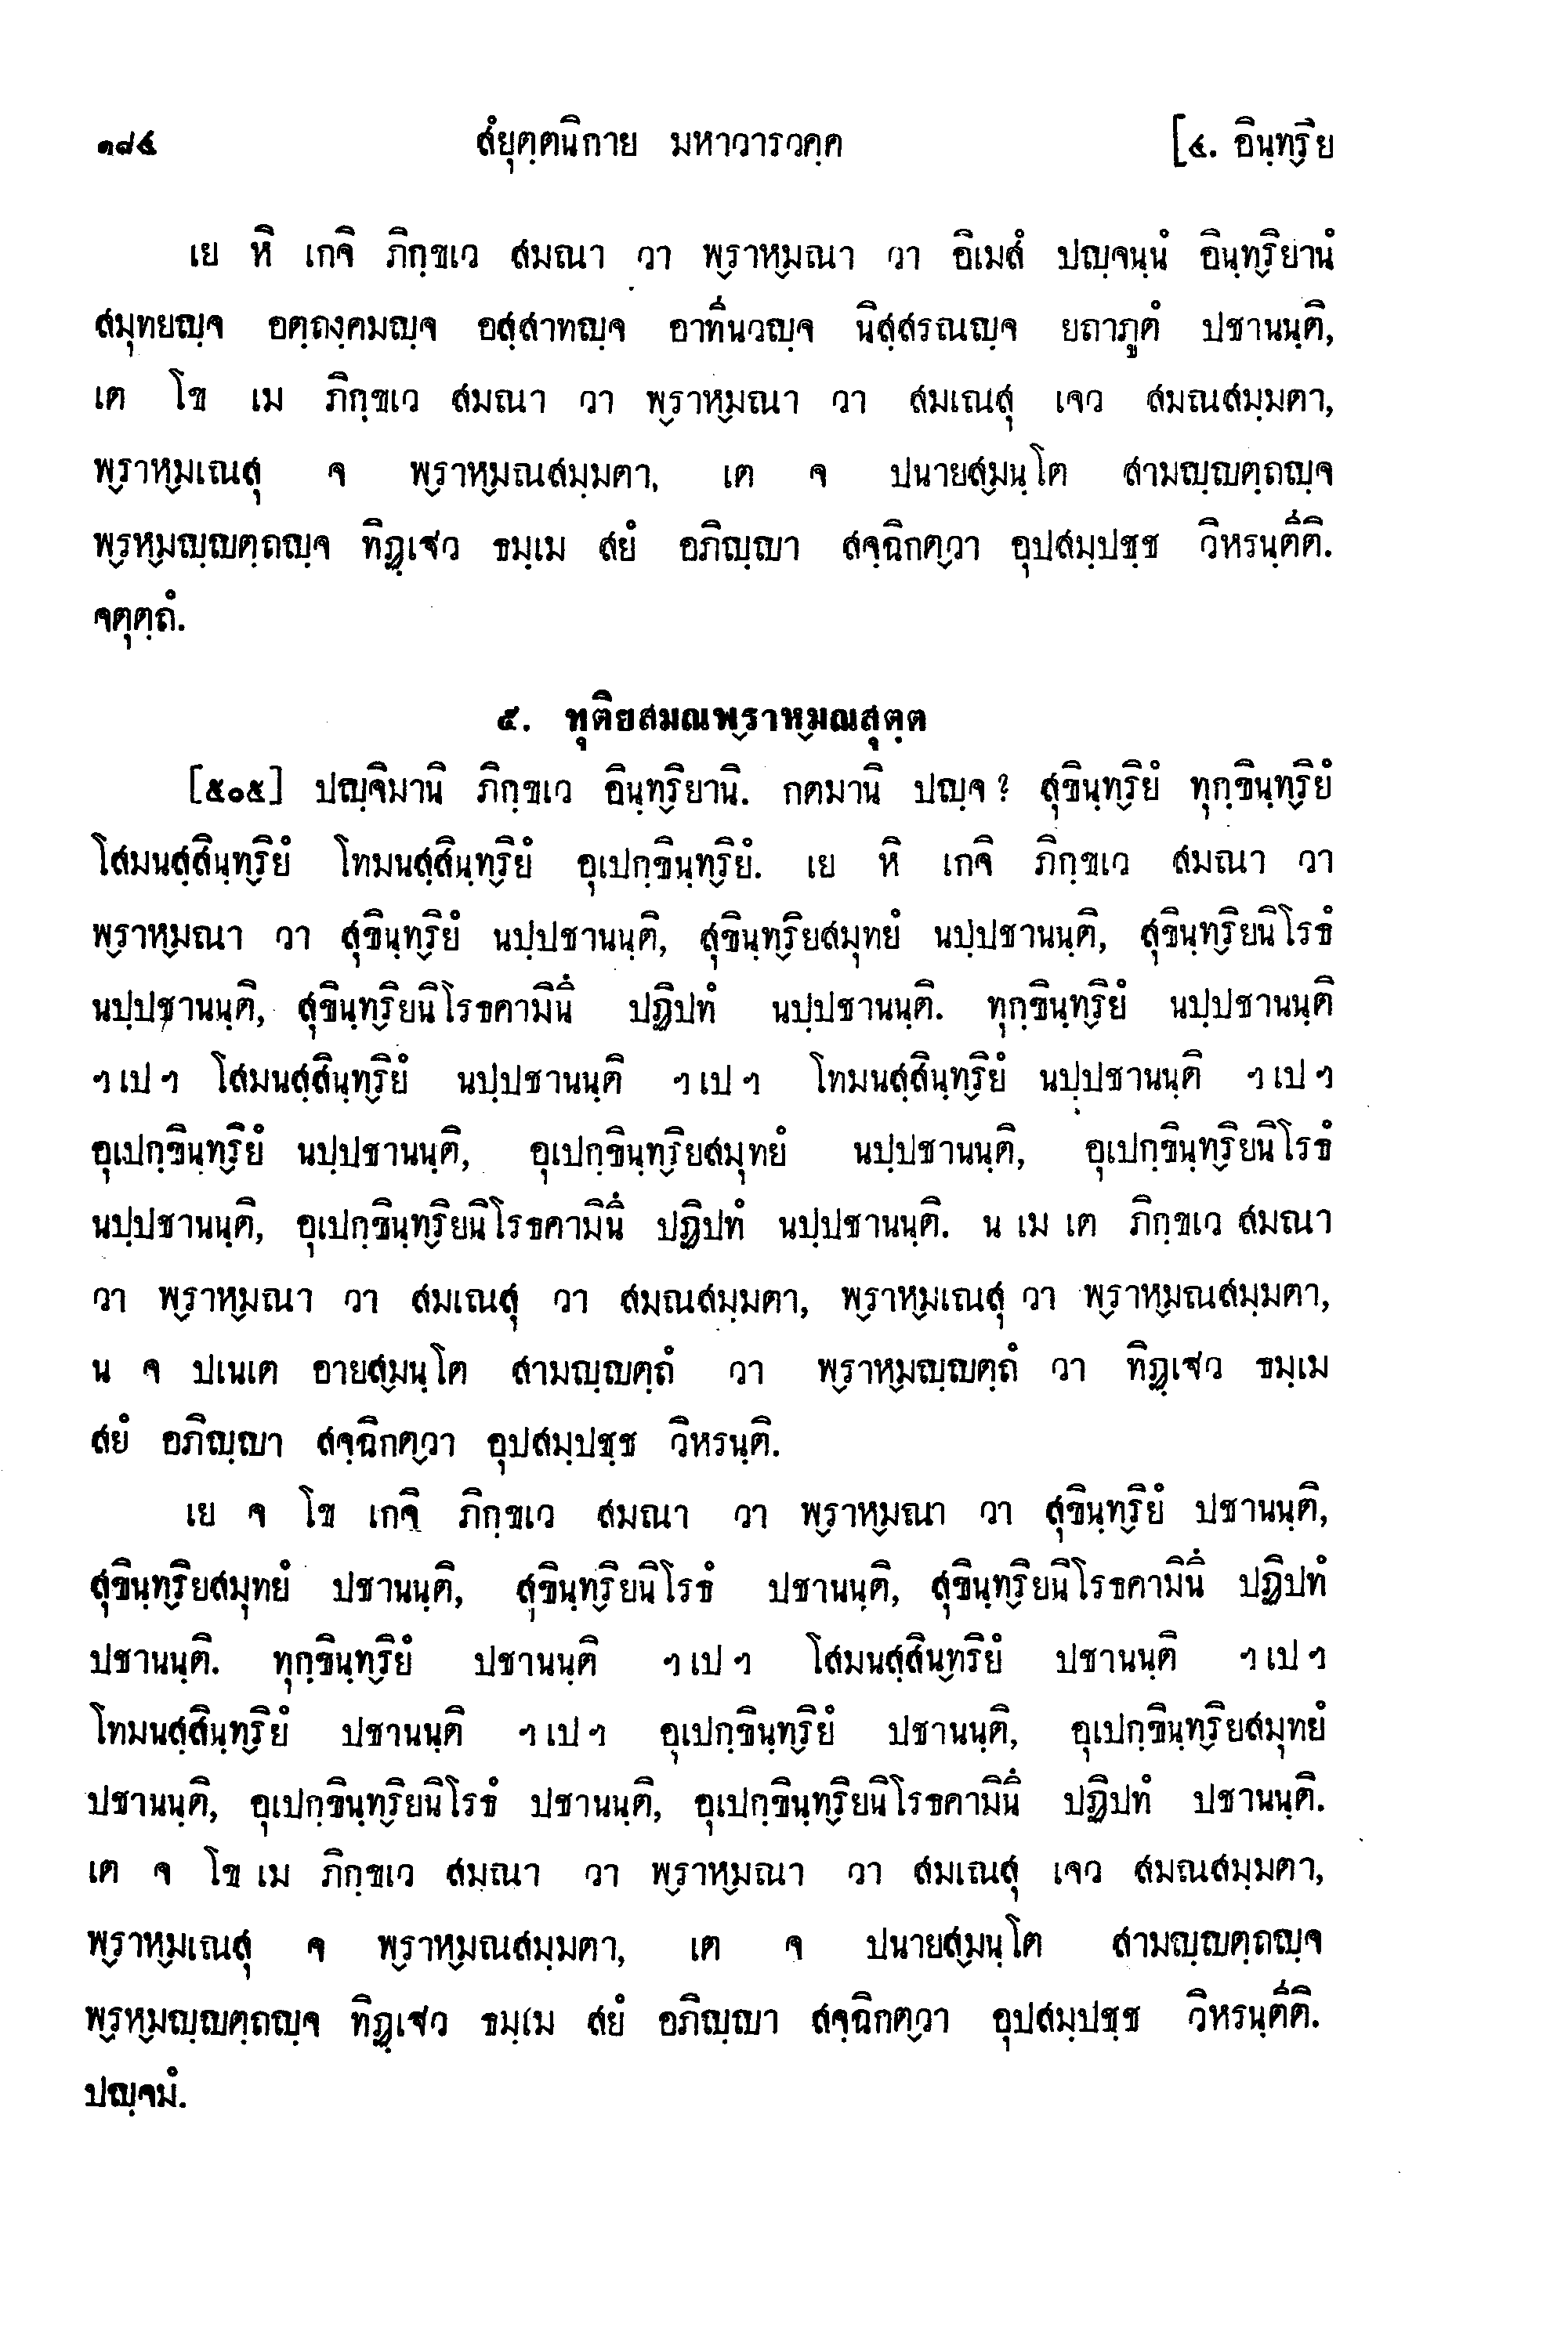 ๑๘๔ สํยุตฺตนิกาย มหาวารวคฺค [๔. อินฺทฺริย
เย หิ เกจิ ภิกฺขเว สมณา วา พฺราหฺมณา วา อิเมสํ ปญฺจนฺนํ อินฺทฺริยานํ
สมุทยญฺจ อตฺถงฺคมญฺจ อสฺสาทญฺจ อาทีนวญฺจ นิสฺสรณญฺจ ยถาภูตํ ปชานนฺติ,
เต โข เม ภิกฺขเว สมณา วา พฺราหฺมณา วา สมเณสุ เจว สมณสมฺมตา,
พฺราหฺมเณสุ จ พฺราหฺมณสมฺมตา, เต จ ปนายสฺมนฺโต สามญฺญตฺถญฺจ
พฺรหฺมญฺญตฺถญฺจ ทิฏฺเฐว ธมฺเม สยํ อภิญฺญา สจฺฉิกตฺวา อุปสมฺปชฺช วิหรนฺตีติ.
จตุตฺถํ.
๕. ทุติยสมณพฺราหฺมณสุตฺต
[๕๐๕] ปญฺจิมานิ ภิกฺขเว อินฺทฺริยานิ. กตมานิ ปญฺจ? สุขินฺทฺริยํ ทุกฺขินฺทฺริยํ
โสมนสฺสินฺทฺริยํ โทมนสฺสินฺทฺริยํ อุเปกฺขินฺทฺริยํ. เย หิ เกจิ ภิกฺขเว สมณา วา
พฺราหฺมณา วา สุขินฺทฺริยํ นปฺปชานนฺติ, สุขินฺทฺริยสมุทยํ นปฺปชานนฺติ, สุขินฺทฺริยนิโรธํ
นปฺปชานนฺติ, สุขินฺทฺริยนิโรธคามินึ ปฏิปทํ นปฺปชานนฺติ. ทุกฺขินฺทฺริยํ นปฺปชานนฺติ
ฯเปฯ โสมนสฺสินฺทฺริยํ นปฺปชานนฺติ ฯเปฯ โทมนสฺสินฺทฺริยํ นปฺปชานนฺติ ฯเปฯ
อุเปกฺขินฺทฺริยํ นปฺปชานนฺติ, อุเปกฺขินฺทฺริยสมุทยํ นปฺปชานนฺติ, อุเปกฺขินฺทฺริยนิโรธํ
นปฺปชานนฺติ, อุเปกฺขินฺทฺริยนิโรธคามินึ ปฏิปทํ นปฺปชานนฺติ. น เม เต ภิกฺขเว สมณา
วา พฺราหฺมณา วา สมเณสุ วา สมณสมฺมตา, พฺราหฺมเณสุ วา พฺราหฺมณสมฺมตา,
น จ ปเนเต อายสฺมนฺโต สามญฺญตฺถํ วา พฺราหฺมญฺญตฺถํ วา ทิฏฺเฐว ธมฺเม
สยํ อภิญฺญา สจฺฉิกตฺวา อุปสมฺปชฺช วิหรนฺติ.
เย จ โข เกจิ ภิกฺขเว สมณา วา พฺราหฺมณา วา สุขินฺทฺริยํ ปชานนฺติ,
สุขินฺทฺริยสมุทยํ ปชานนฺติ, สุขินฺทฺริยนิโรธํ ปชานนฺติ, สุขินฺทฺริยนิโรธคามินึ ปฏิปทํ
ปชานนฺติ. ทุกฺขินฺทฺริยํ ปชานนฺติ ฯเปฯ โสมนสฺสินฺทฺริยํ ปชานนฺติ ฯเปฯ
โทมนสฺสินฺทฺริยํ ปชานนฺติ ฯเปฯ อุเปกฺขินฺทฺริยํ ปชานนฺติ, อุเปกฺขินฺทฺริยสมุทยํ
ปชานนฺติ, อุเปกฺขินฺทฺริยนิโรธํ ปชานนฺติ, อุเปกฺขินฺทฺริยนิโรธคามินึ ปฏิปทํ ปชานนฺติ.
เต จ โข เม ภิกฺขเว สมณา วา พฺราหฺมณา วา สมเณสุ เจว สมณสมฺมตา,
พฺราหฺมเณสุ จ พฺราหฺมณสมฺมตา, เต จ ปนายสฺมนฺโต สามญฺญตฺถญฺจ
พฺรหฺมญฺญตฺถญฺจ ทิฏฺเฐว ธมฺเม สยํ อภิญฺญา สจฺฉิกตฺวา อุปสมฺปชฺช วิหรนฺตีติ.
ปญฺจมํ.